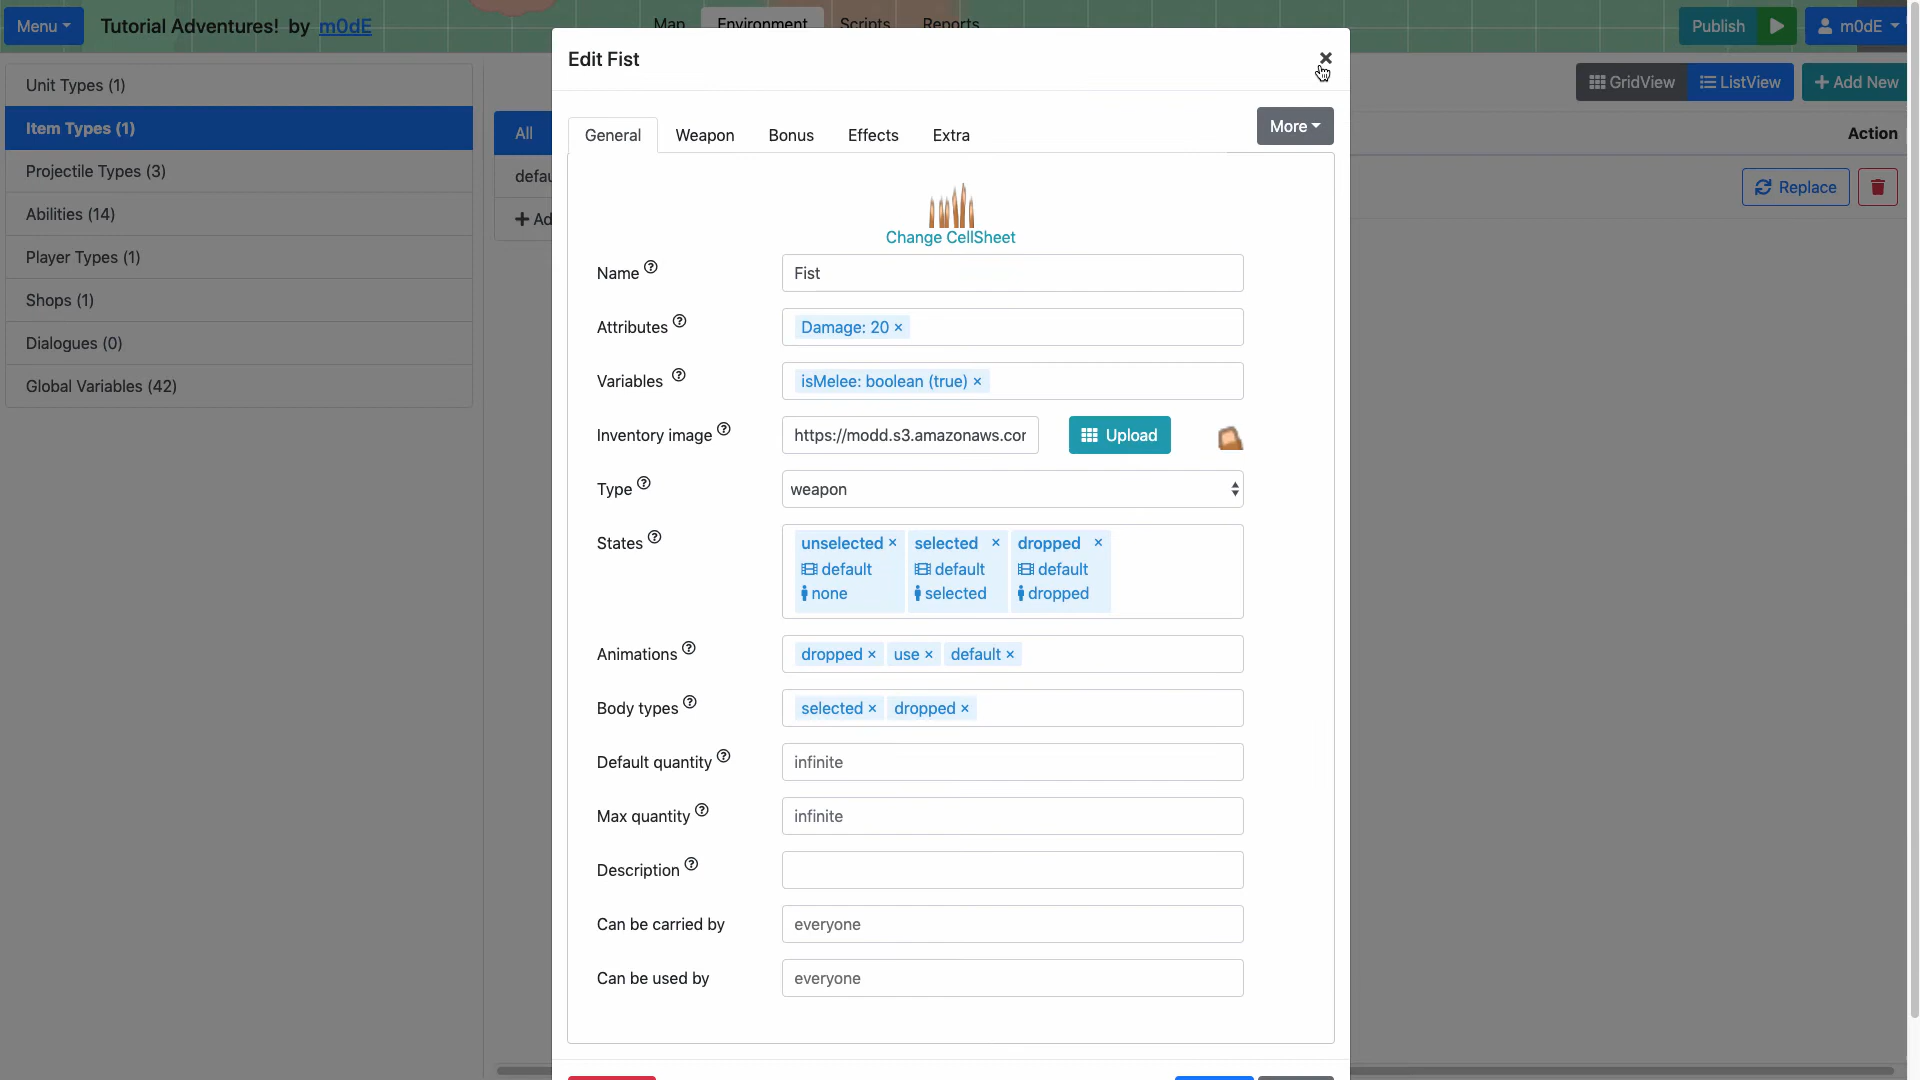 Menu
Tutorial Adventures! by m0dE
Map
Environment
Scripts
Reports
Publish
m0dE
Unit Types (1)
Item Types (1)
Projectile Types (3)
Abilities (14)
Player Types (1)
Shops (1)
Dialogues (0)
Global Variables (42)
All
GridView
ListView
Add New
Action
Replace
Edit Fist
×
General
Weapon
Bonus
Effects
Extra
More
Change CellSheet
Name
Fist
Attributes
Damage: 20 ×
Variables
isMelee: boolean (true) ×
Inventory image
https://modd.s3.amazonaws.cor
Upload
Type
weapon
States
unselected × selected × dropped ×
default default default
none selected dropped
Animations
dropped × use × default ×
Body types
selected × dropped ×
Default quantity
infinite
Max quantity
infinite
Description
Can be carried by
everyone
Can be used by
everyone